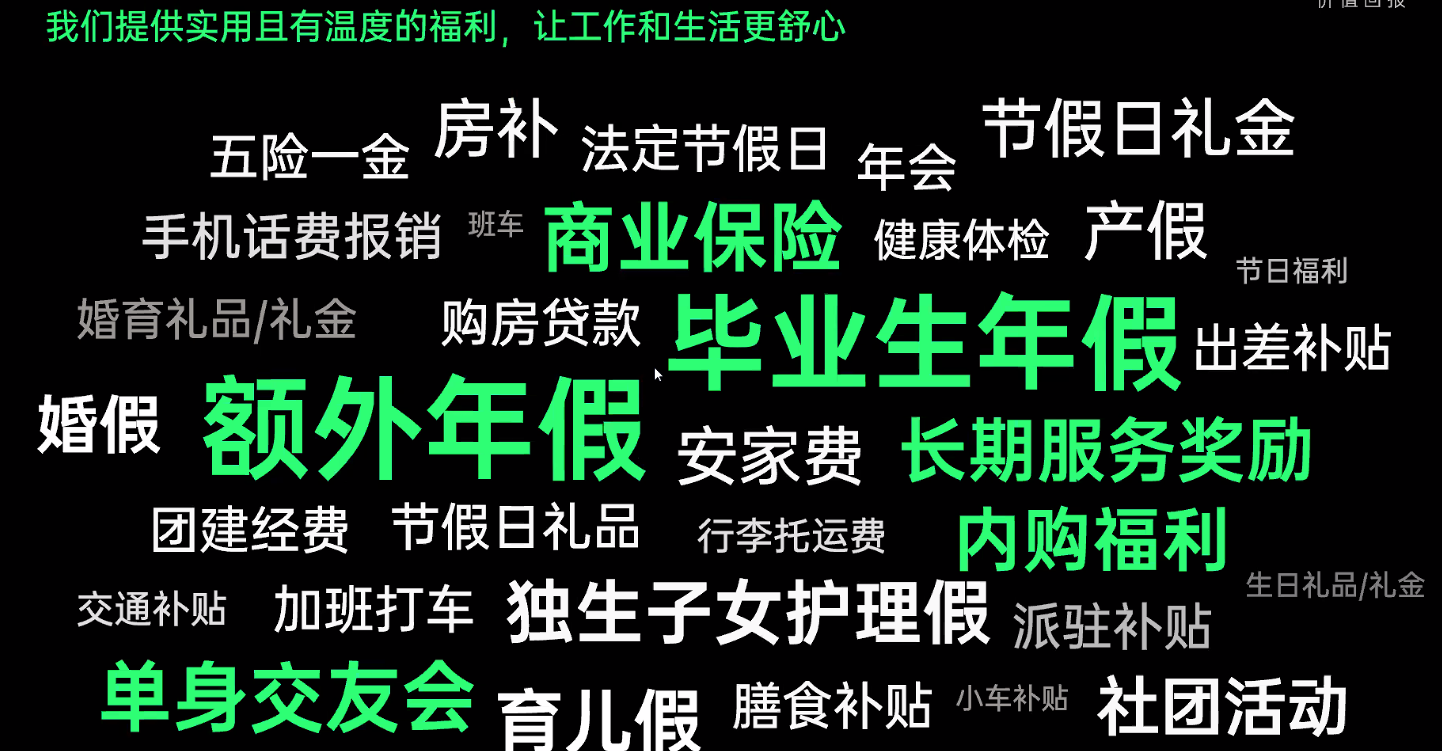 价值回报
我们提供实用且有温度的福利，让工作和生活更舒心
五险一金 房补 法定节假日 年会 节假日礼金
手机话费报销 班车 商业保险 健康体检 产假
节日福利
婚育礼品/礼金 购房贷款 毕业生年假 出差补贴
婚假 额外年假 安家费 长期服务奖励
团建经费 节假日礼品 行李托运费 内购福利
生日礼品/礼金
交通补贴 加班打车 独生子女护理假 派驻补贴
单身交友会 育儿假 膳食补贴 小车补贴 社团活动